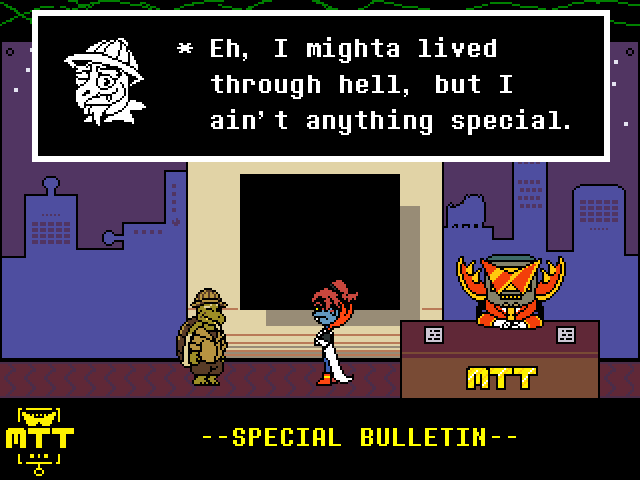 * Eh, I mighta lived
through hell, but I
ain't anything special.
MTT
MTT
--SPECIAL BULLETIN--